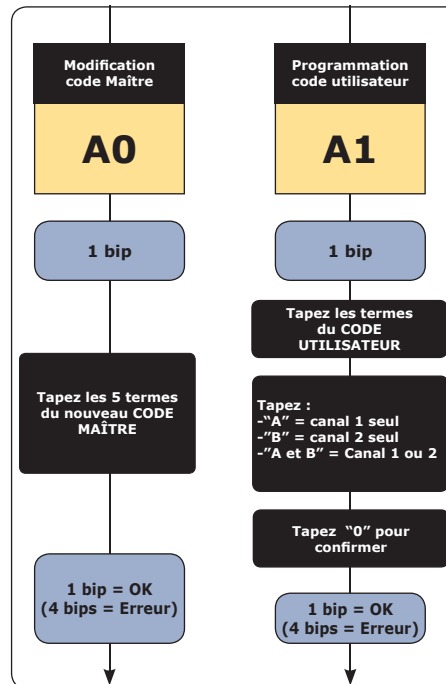 Modification
code Maître
A0
1 bip
Tapez les 5 termes
du nouveau CODE
MAÎTRE
1 bip = OK
(4 bips = Erreur)
Programmation
code utilisateur
A1
1 bip
Tapez les termes
du CODE
UTILISATEUR
Tapez :
-“A” = canal 1 seul
-”B” = canal 2 seul
-”A et B” = Canal 1 ou 2
Tapez “0” pour
confirmer
1 bip = OK
(4 bips = Erreur)